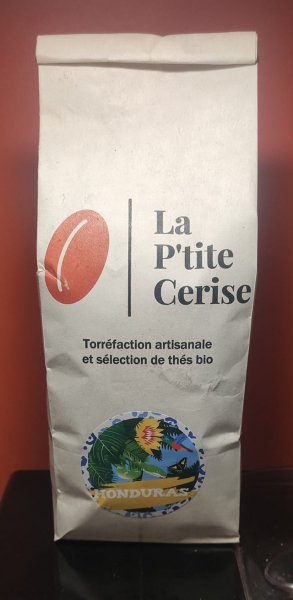 La
P'tite
Cerise
Torréfaction artisanale
et sélection de thés bio
HONDURAS